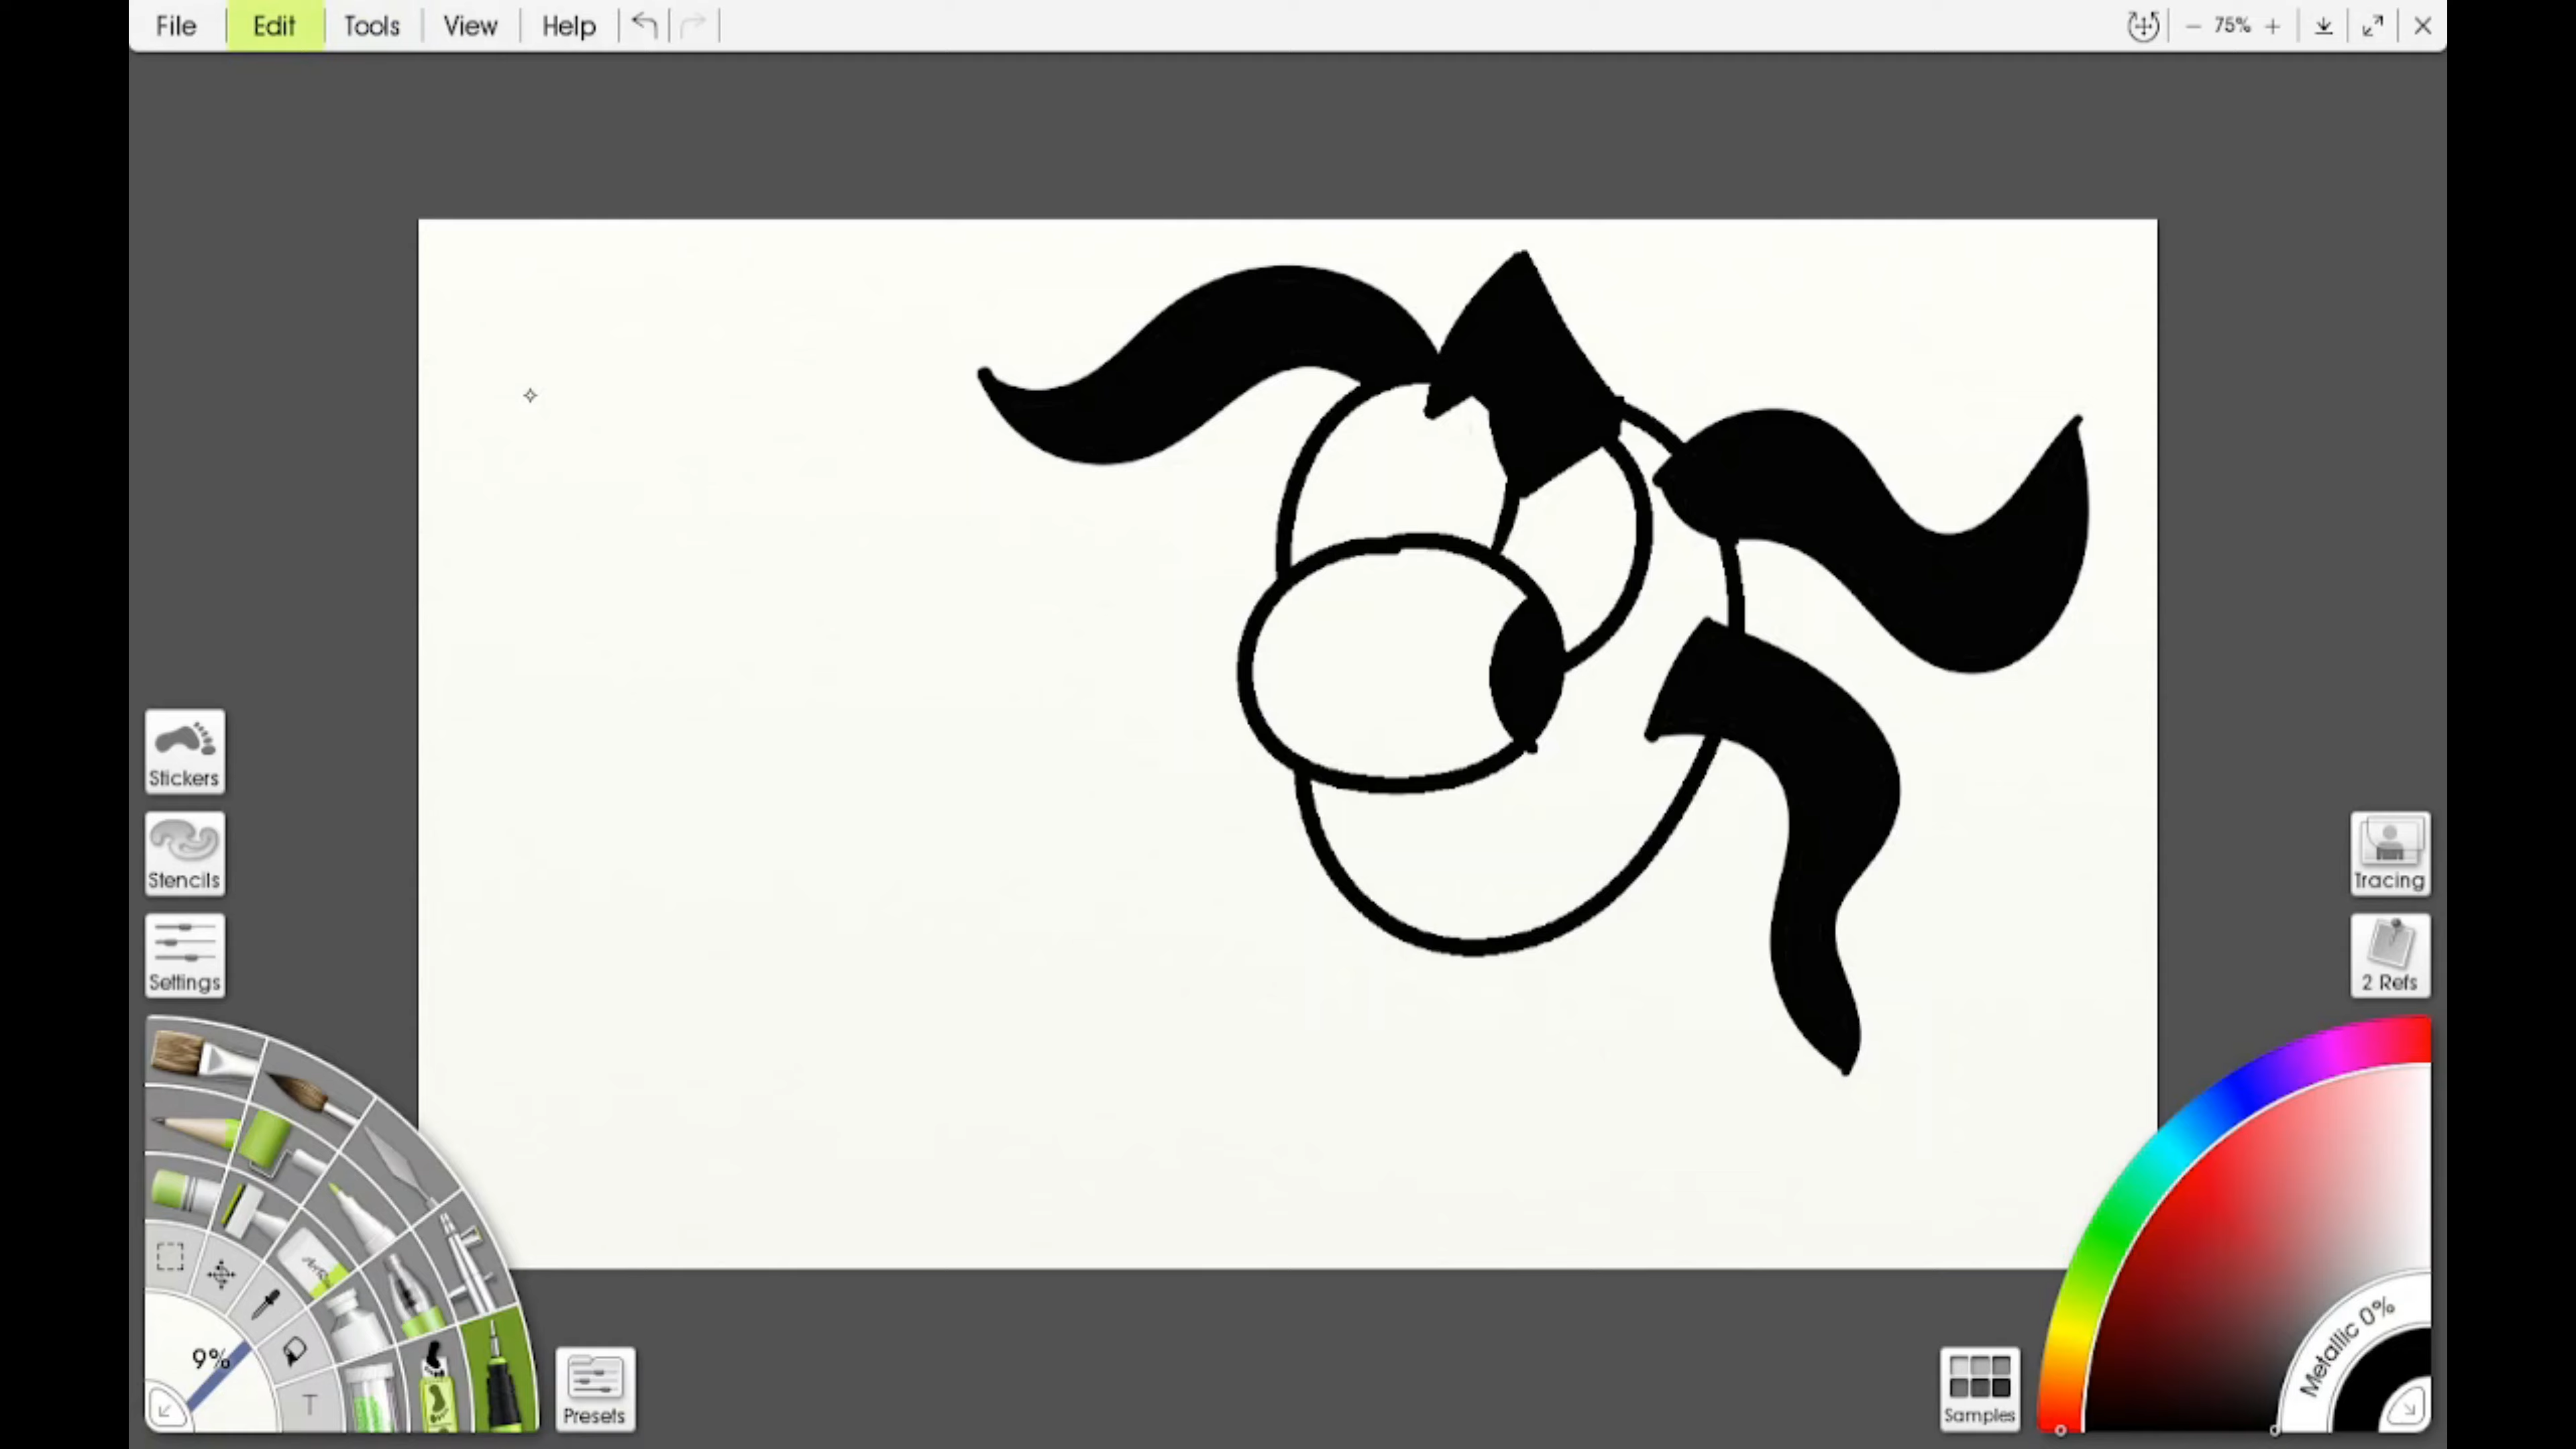 File Edit Tools View Help 75%
Stickers
Stencils
Settings
Tracing
2 Refs
9%
T
Presets
Samples
Metallic 0%